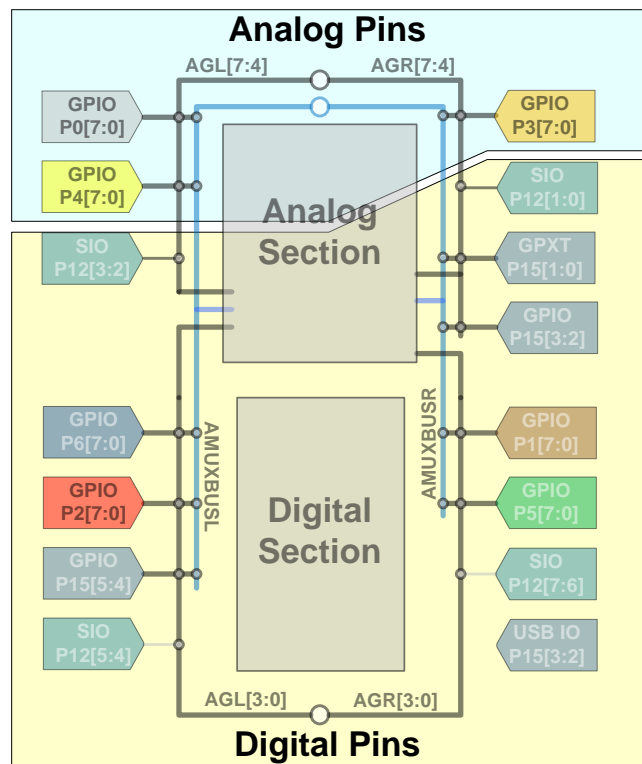 Analog Pins
AGL[7:4]
AGR[7:4]
GPIO
P0[7:0]
GPIO
P3[7:0]
GPIO
P4[7:0]
SIO
P12[1:0]
Analog
Section
SIO
P12[3:2]
GPXT
P15[1:0]
GPIO
P15[3:2]
AMUXBUSL
AMUXBUSR
GPIO
P6[7:0]
GPIO
P1[7:0]
GPIO
P2[7:0]
GPIO
P5[7:0]
Digital
Section
GPIO
P15[5:4]
SIO
P12[7:6]
SIO
P12[5:4]
USB IO
P15[3:2]
AGL[3:0]
AGR[3:0]
Digital Pins